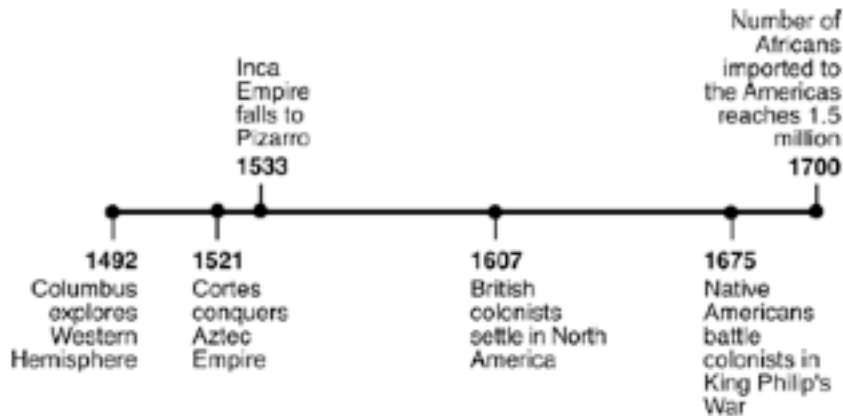 Number of
Africans
imported to
the Americas
reaches 1.5
million
1700
Inca
Empire
falls to
Pizarro
1533
1492
Columbus
explores
Western
Hemisphere
1521
Cortes
conquers
Aztec
Empire
1607
British
colonists
settle in North
America
1675
Native
Americans
battle
colonists in
King Philip's
War